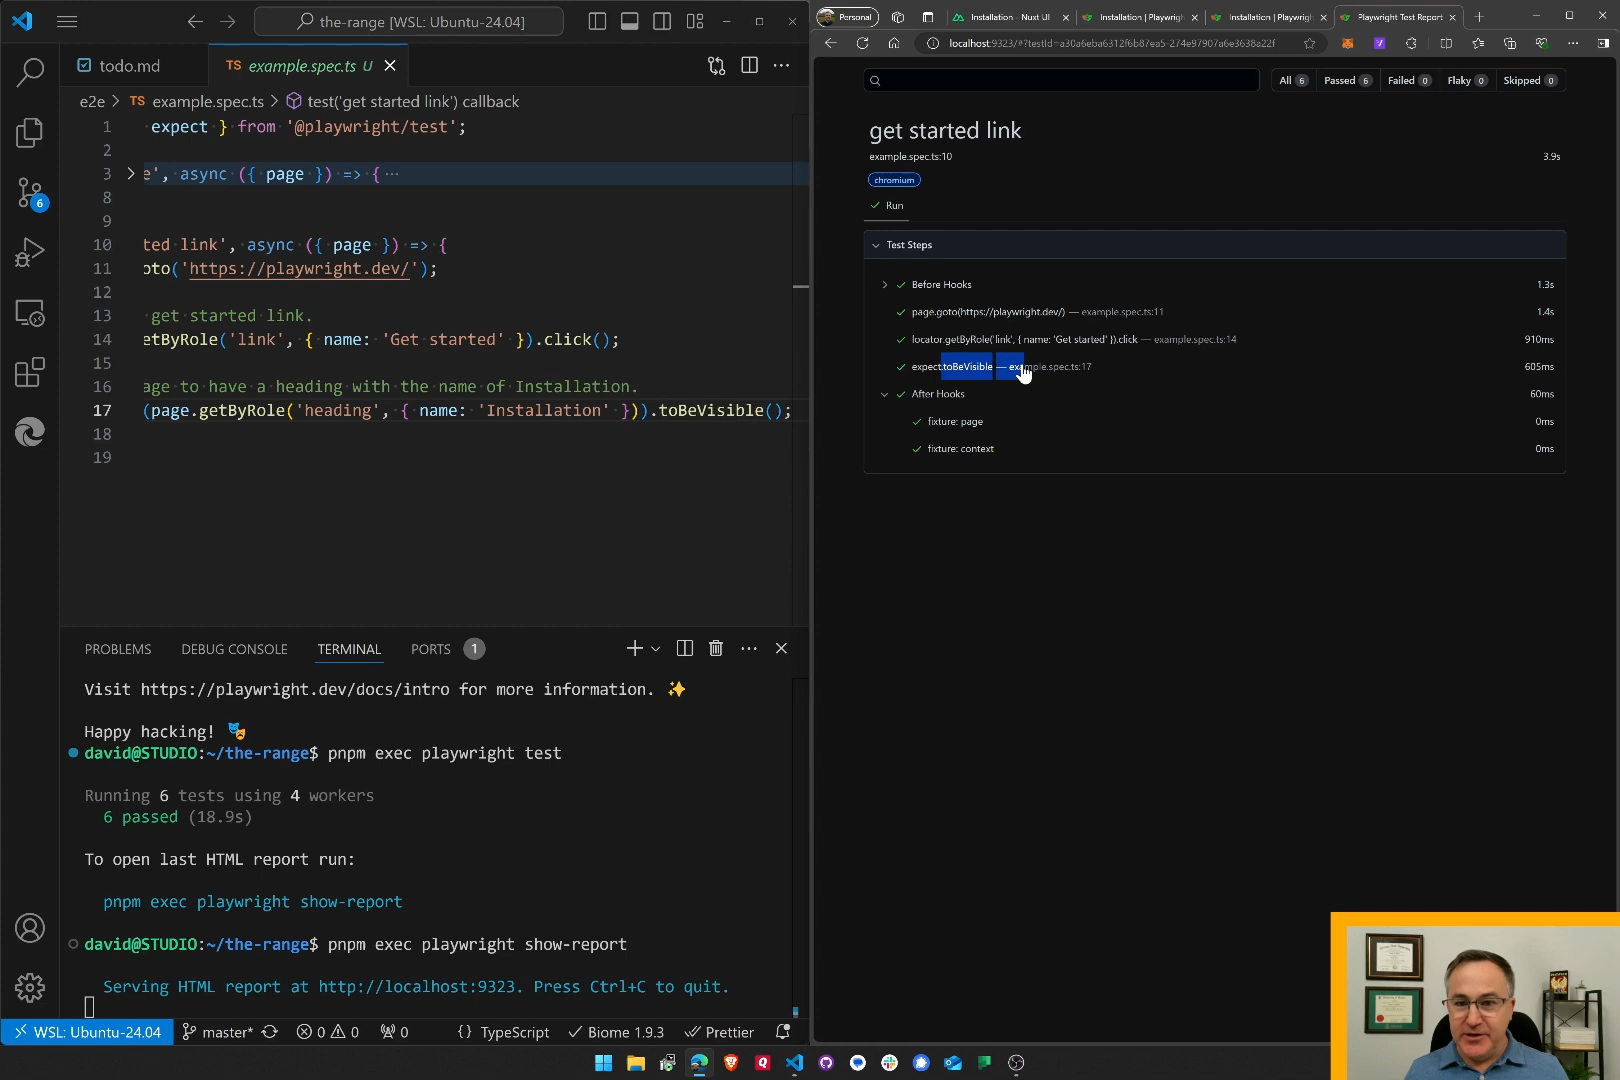 the-range [WSL: Ubuntu-24.04]
todo.md
TS example.spec.ts U
e2e > TS example.spec.ts > test('get started link') callback
1 expect } from '@playwright/test';
2
3 e', async ({ page }) => { ···
8
9
10 ted link', async ({ page }) => {
11 oto('https://playwright.dev/');
12
13 get started link.
14 etByRole('link', { name: 'Get started' }).click();
15
16 age to have a heading with the name of Installation.
17 (page.getByRole('heading', { name: 'Installation' })).toBeVisible();
18
19
6
PROBLEMS DEBUG CONSOLE TERMINAL PORTS 1
Visit https://playwright.dev/docs/intro for more information. ✨
Happy hacking! 🎭
david@STUDIO:~/the-range$ pnpm exec playwright test
Running 6 tests using 4 workers
6 passed (18.9s)
To open last HTML report run:
pnpm exec playwright show-report
david@STUDIO:~/the-range$ pnpm exec playwright show-report
Serving HTML report at http://localhost:9323. Press Ctrl+C to quit.
WSL: Ubuntu-24.04 master* 0 0 0 {} TypeScript Biome 1.9.3 Prettier
Personal
Installation - Nuxt UI
Installation | Playwrigh
Installation | Playwrigh
Playwright Test Report
localhost:9323/#?testId=a30a6eba6312f6b87ea5-274e97907a6e3638a22f
All 6 Passed 6 Failed 0 Flaky 0 Skipped 0
get started link
example.spec.ts:10 3.9s
chromium
Run
Test Steps
Before Hooks 1.3s
page.goto(https://playwright.dev/) — example.spec.ts:11 1.4s
locator.getByRole('link', { name: 'Get started' }).click — example.spec.ts:14 910ms
expect.toBeVisible — example.spec.ts:17 605ms
After Hooks 60ms
fixture: page 0ms
fixture: context 0ms